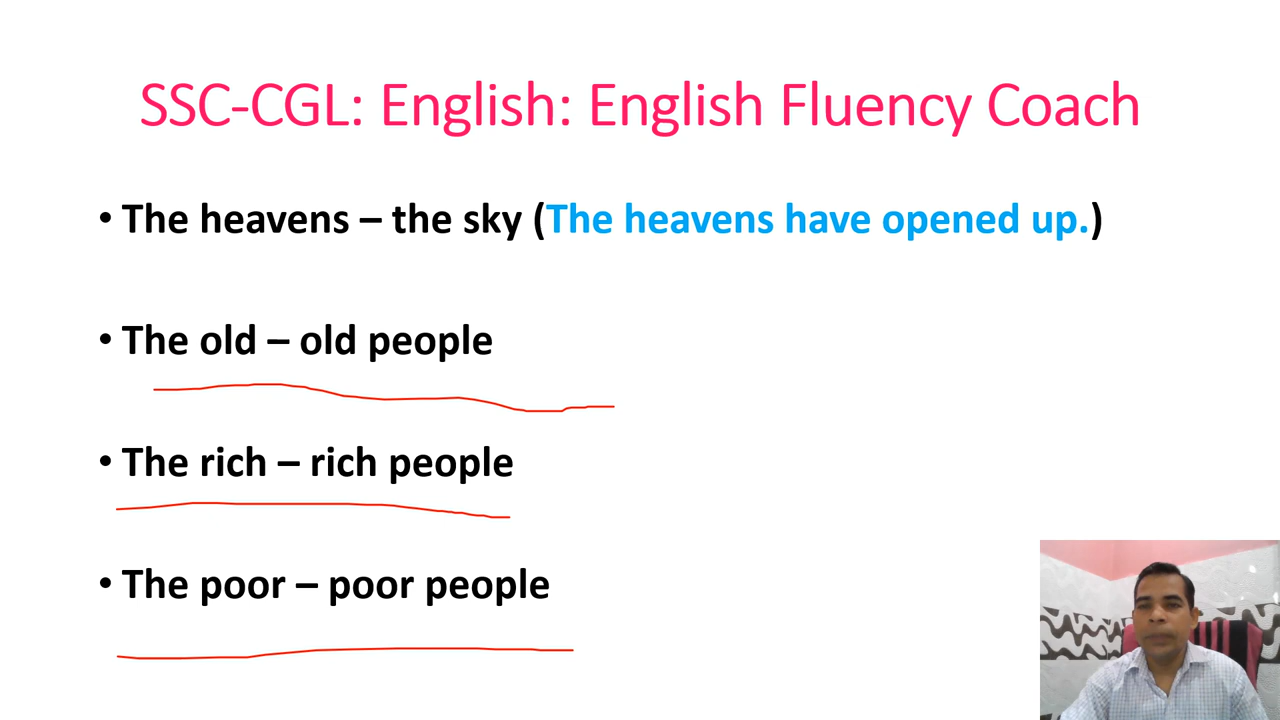 SSC-CGL: English: English Fluency Coach
• The heavens – the sky (The heavens have opened up.)
• The old – old people
• The rich – rich people
• The poor – poor people